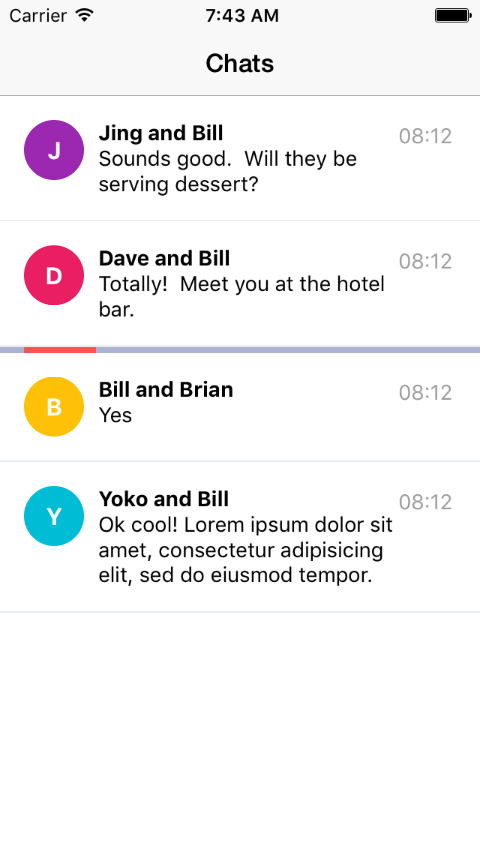 Carrier 7:43 AM
Chats
J Jing and Bill 08:12
Sounds good.  Will they be
serving dessert?
D Dave and Bill 08:12
Totally!  Meet you at the hotel
bar.
B Bill and Brian 08:12
Yes
Y Yoko and Bill 08:12
Ok cool! Lorem ipsum dolor sit
amet, consectetur adipisicing
elit, sed do eiusmod tempor.